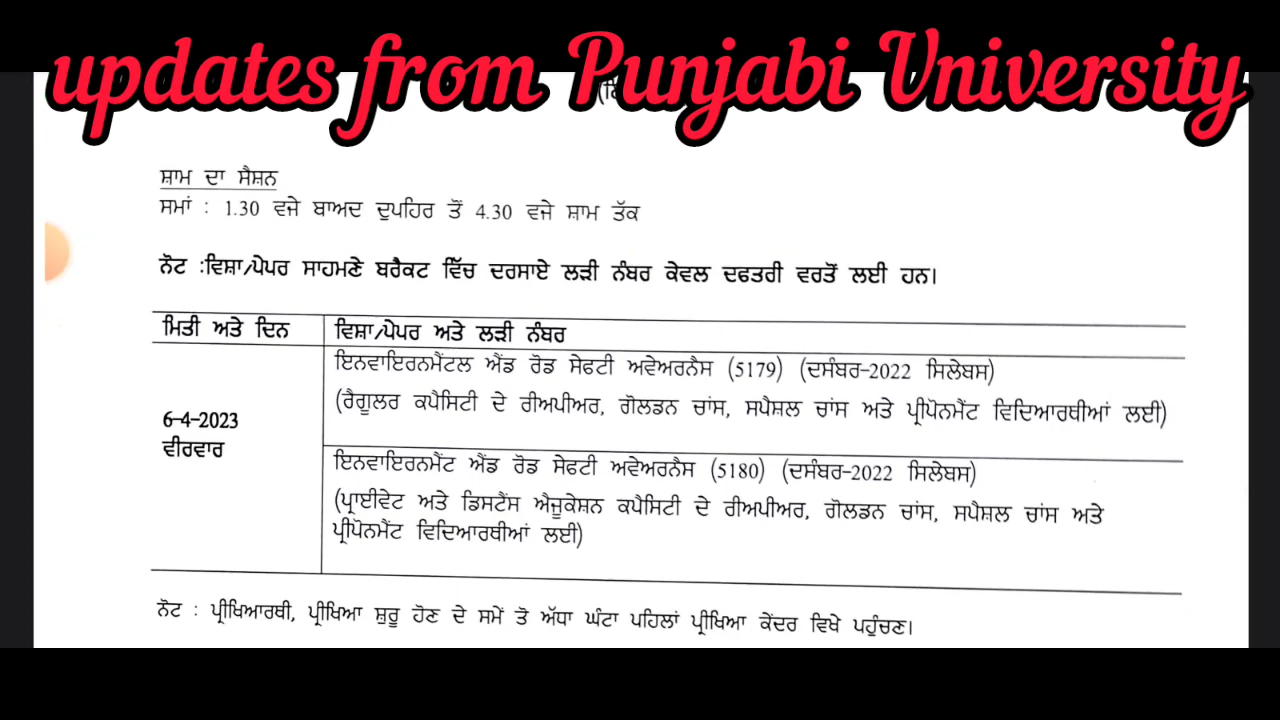 updates from Punjabi University
ਸ਼ਾਮ ਦਾ ਸੈਸ਼ਨ
ਸਮਾਂ : 1.30 ਵਜੇ ਬਾਅਦ ਦੁਪਹਿਰ ਤੋਂ 4.30 ਵਜੇ ਸ਼ਾਮ ਤੱਕ
ਨੋਟ :ਵਿਸ਼ਾ/ਪੇਪਰ ਸਾਹਮਣੇ ਬਰੈਕਟ ਵਿੱਚ ਦਰਸਾਏ ਲੜੀ ਨੰਬਰ ਕੇਵਲ ਦਫਤਰੀ ਵਰਤੋਂ ਲਈ ਹਨ।
ਮਿਤੀ ਅਤੇ ਦਿਨ ਵਿਸ਼ਾ/ਪੇਪਰ ਅਤੇ ਲੜੀ ਨੰਬਰ
ਇਨਵਾਇਰਨਮੈਂਟਲ ਐਂਡ ਰੋਡ ਸੇਫਟੀ ਅਵੇਅਰਨੈਸ (5179) (ਦਸੰਬਰ-2022 ਸਿਲੇਬਸ)
(ਰੈਗੂਲਰ ਕਪੈਸਿਟੀ ਦੇ ਰੀਅਪੀਅਰ, ਗੋਲਡਨ ਚਾਂਸ, ਸਪੈਸ਼ਲ ਚਾਂਸ ਅਤੇ ਪ੍ਰੀਪੋਨਮੈਂਟ ਵਿਦਿਆਰਥੀਆਂ ਲਈ)
6-4-2023
ਵੀਰਵਾਰ
ਇਨਵਾਇਰਨਮੈਂਟ ਐਂਡ ਰੋਡ ਸੇਫਟੀ ਅਵੇਅਰਨੈਸ (5180) (ਦਸੰਬਰ-2022 ਸਿਲੇਬਸ)
(ਪ੍ਰਾਈਵੇਟ ਅਤੇ ਡਿਸਟੈਂਸ ਐਜੂਕੇਸ਼ਨ ਕਪੈਸਿਟੀ ਦੇ ਰੀਅਪੀਅਰ, ਗੋਲਡਨ ਚਾਂਸ, ਸਪੈਸ਼ਲ ਚਾਂਸ ਅਤੇ
ਪ੍ਰੀਪੋਨਮੈਂਟ ਵਿਦਿਆਰਥੀਆਂ ਲਈ)
ਨੋਟ : ਪ੍ਰੀਖਿਆਰਥੀ, ਪ੍ਰੀਖਿਆ ਸ਼ੁਰੂ ਹੋਣ ਦੇ ਸਮੇਂ ਤੋ ਅੱਧਾ ਘੰਟਾ ਪਹਿਲਾਂ ਪ੍ਰੀਖਿਆ ਕੇਂਦਰ ਵਿਖੇ ਪਹੁੰਚਣ।